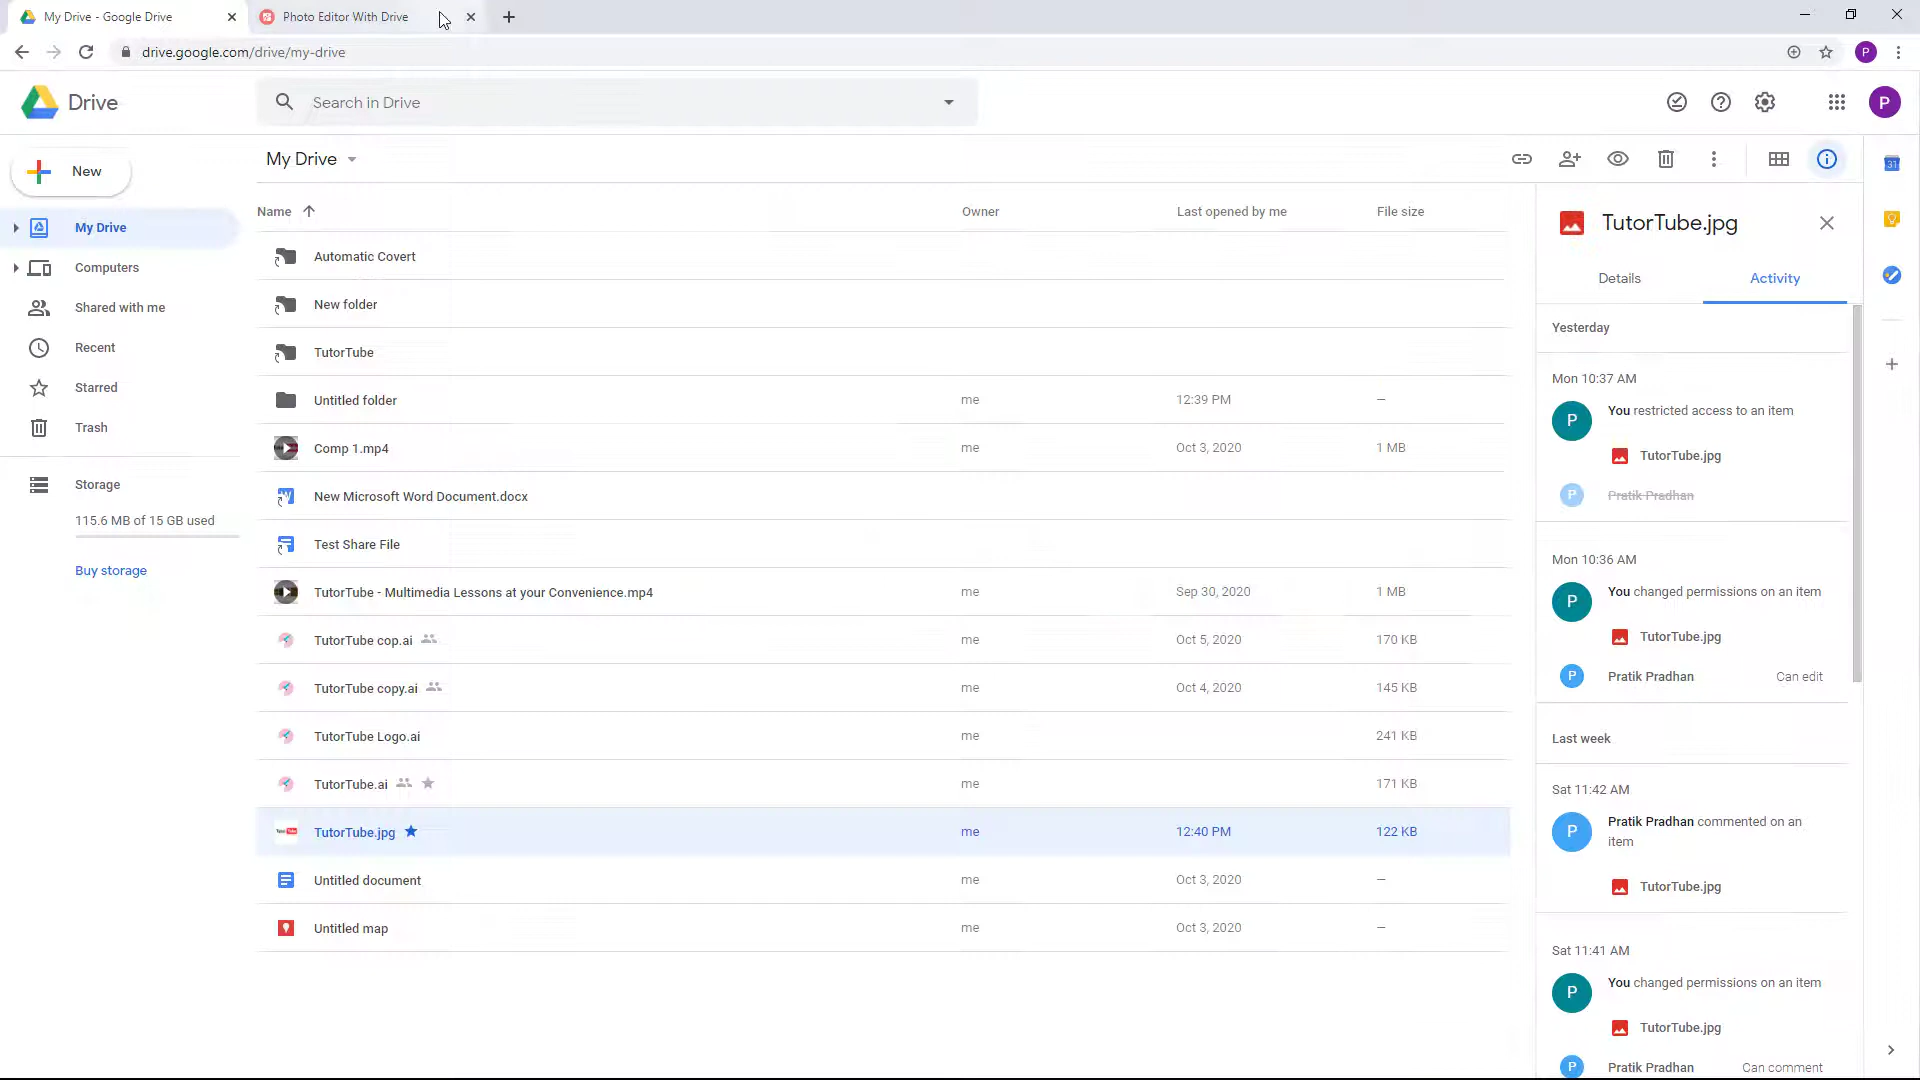 My Drive - Google Drive
Photo Editor With Drive
drive.google.com/drive/my-drive
P
Drive
Search in Drive
P
New
My Drive
Computers
Shared with me
Recent
Starred
Trash
Storage
115.6 MB of 15 GB used
Buy storage
My Drive
Name Owner Last opened by me File size
Automatic Covert
New folder
TutorTube
Untitled folder me 12:39 PM –
Comp 1.mp4 me Oct 3, 2020 1 MB
New Microsoft Word Document.docx
Test Share File
TutorTube - Multimedia Lessons at your Convenience.mp4 me Sep 30, 2020 1 MB
TutorTube cop.ai me Oct 5, 2020 170 KB
TutorTube copy.ai me Oct 4, 2020 145 KB
TutorTube Logo.ai me 241 KB
TutorTube.ai me 171 KB
TutorTube.jpg me 12:40 PM 122 KB
Untitled document me Oct 3, 2020 –
Untitled map me Oct 3, 2020 –
TutorTube.jpg
Details Activity
Yesterday
Mon 10:37 AM
P You restricted access to an item
TutorTube.jpg
P Pratik Pradhan
Mon 10:36 AM
P You changed permissions on an item
TutorTube.jpg
P Pratik Pradhan Can edit
Last week
Sat 11:42 AM
P Pratik Pradhan commented on an
item
TutorTube.jpg
Sat 11:41 AM
P You changed permissions on an item
TutorTube.jpg
P Pratik Pradhan Can comment
31